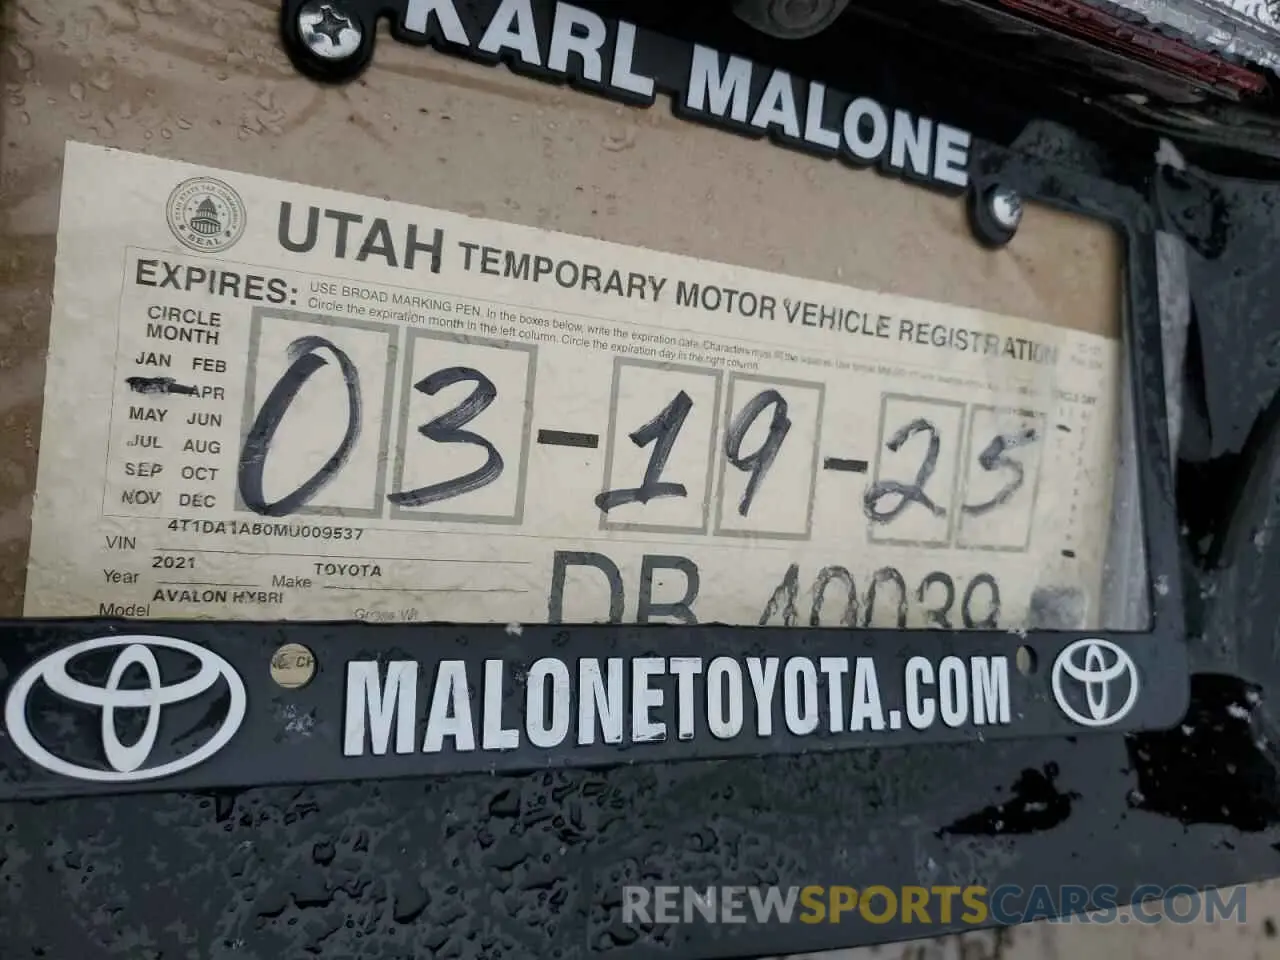 KARL MALONE
UTAH TEMPORARY MOTOR VEHICLE REGISTRATION
SEAL
EXPIRES: USE BROAD MARKING PEN. In the boxes below, write the expiration date. Characters must fill the squares.
Circle the expiration month in the left column. Circle the expiration day in the right column.
CIRCLE
MONTH
JAN FEB
APR
MAY JUN
JUL AUG
SEP OCT
NOV DEC
03-19-25
VIN 4T1DA1AB0MU009537
Year 2021 Make TOYOTA
Model AVALON HYBRI
DB 40039
MALONETOYOTA.COM
RENEWSPORTSCARS.COM